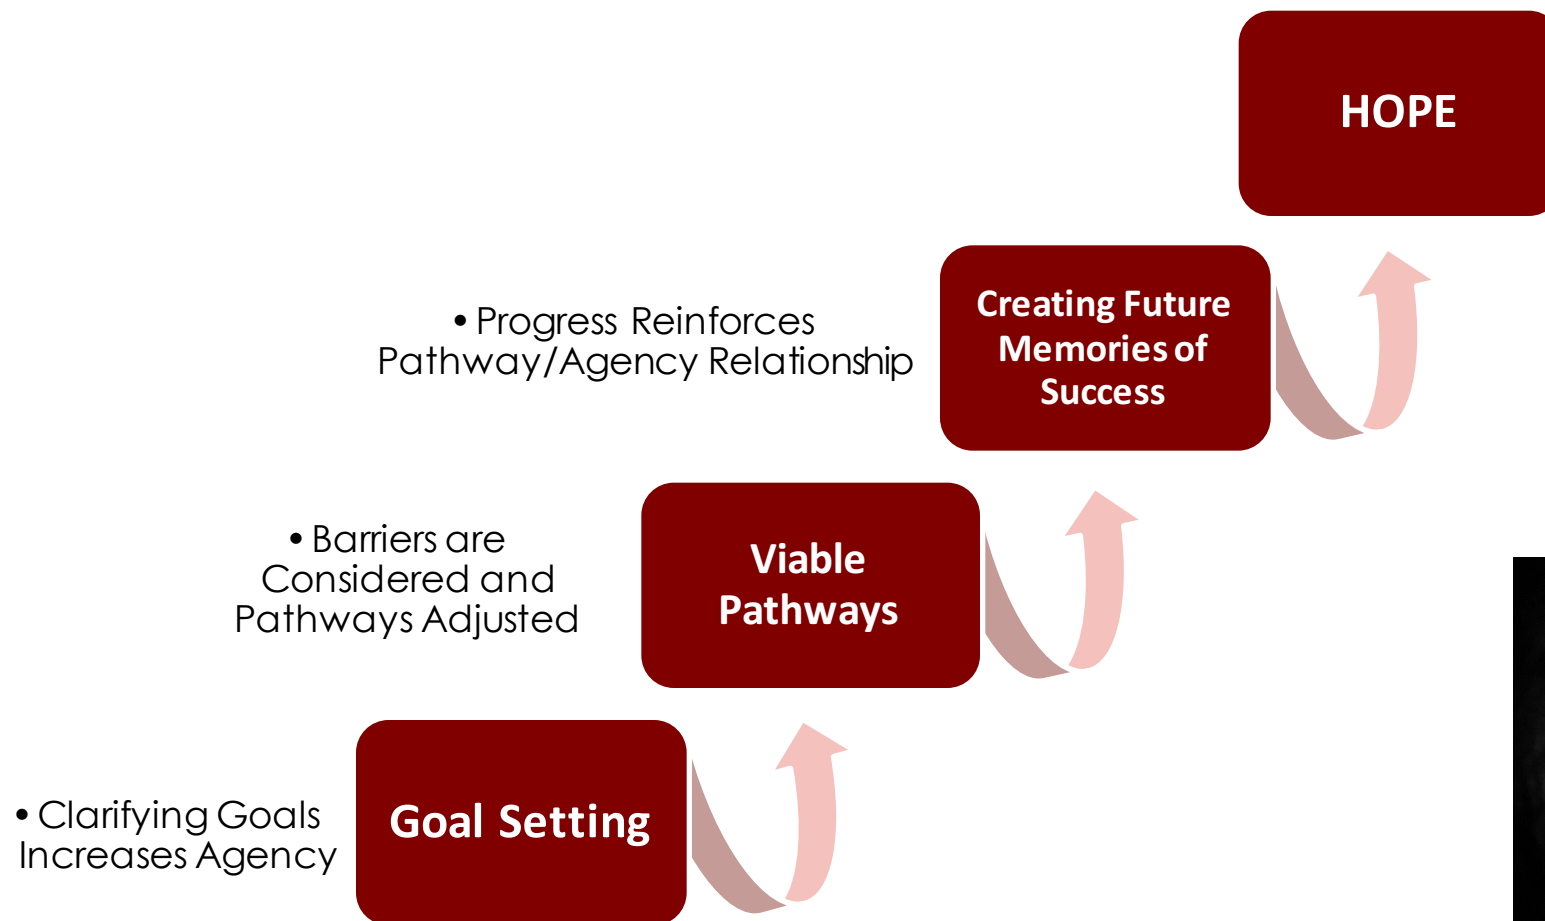 HOPE
• Progress Reinforces
Pathway/Agency Relationship
Creating Future
Memories of
Success
• Barriers are
Considered and
Pathways Adjusted
Viable
Pathways
• Clarifying Goals
Increases Agency
Goal Setting